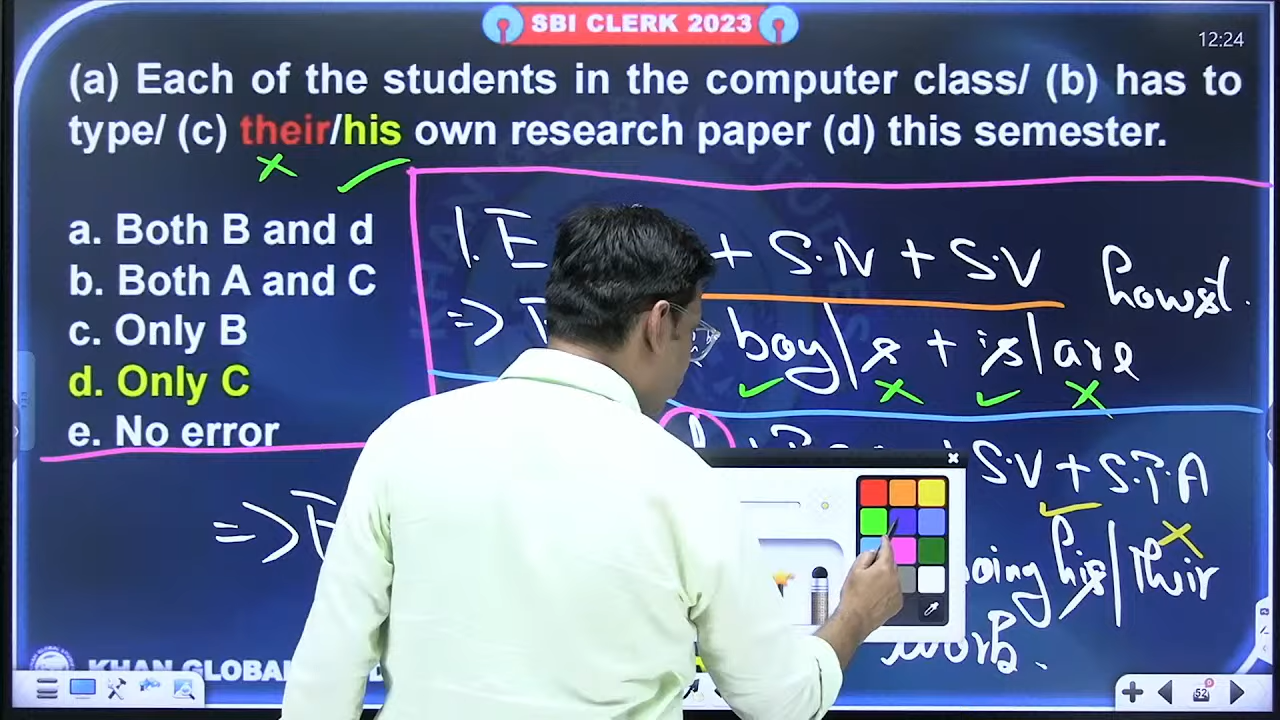 SBI CLERK 2023
12:24
(a) Each of the students in the computer class/ (b) has to
type/ (c) their/his own research paper (d) this semester.
a. Both B and d
b. Both A and C
c. Only B
d. Only C
e. No error
1. E + S.N + S.V
=> boy/s + is/are
S.V + S.P.A
=>
his/their
work.
KHAN GLOBAL
52